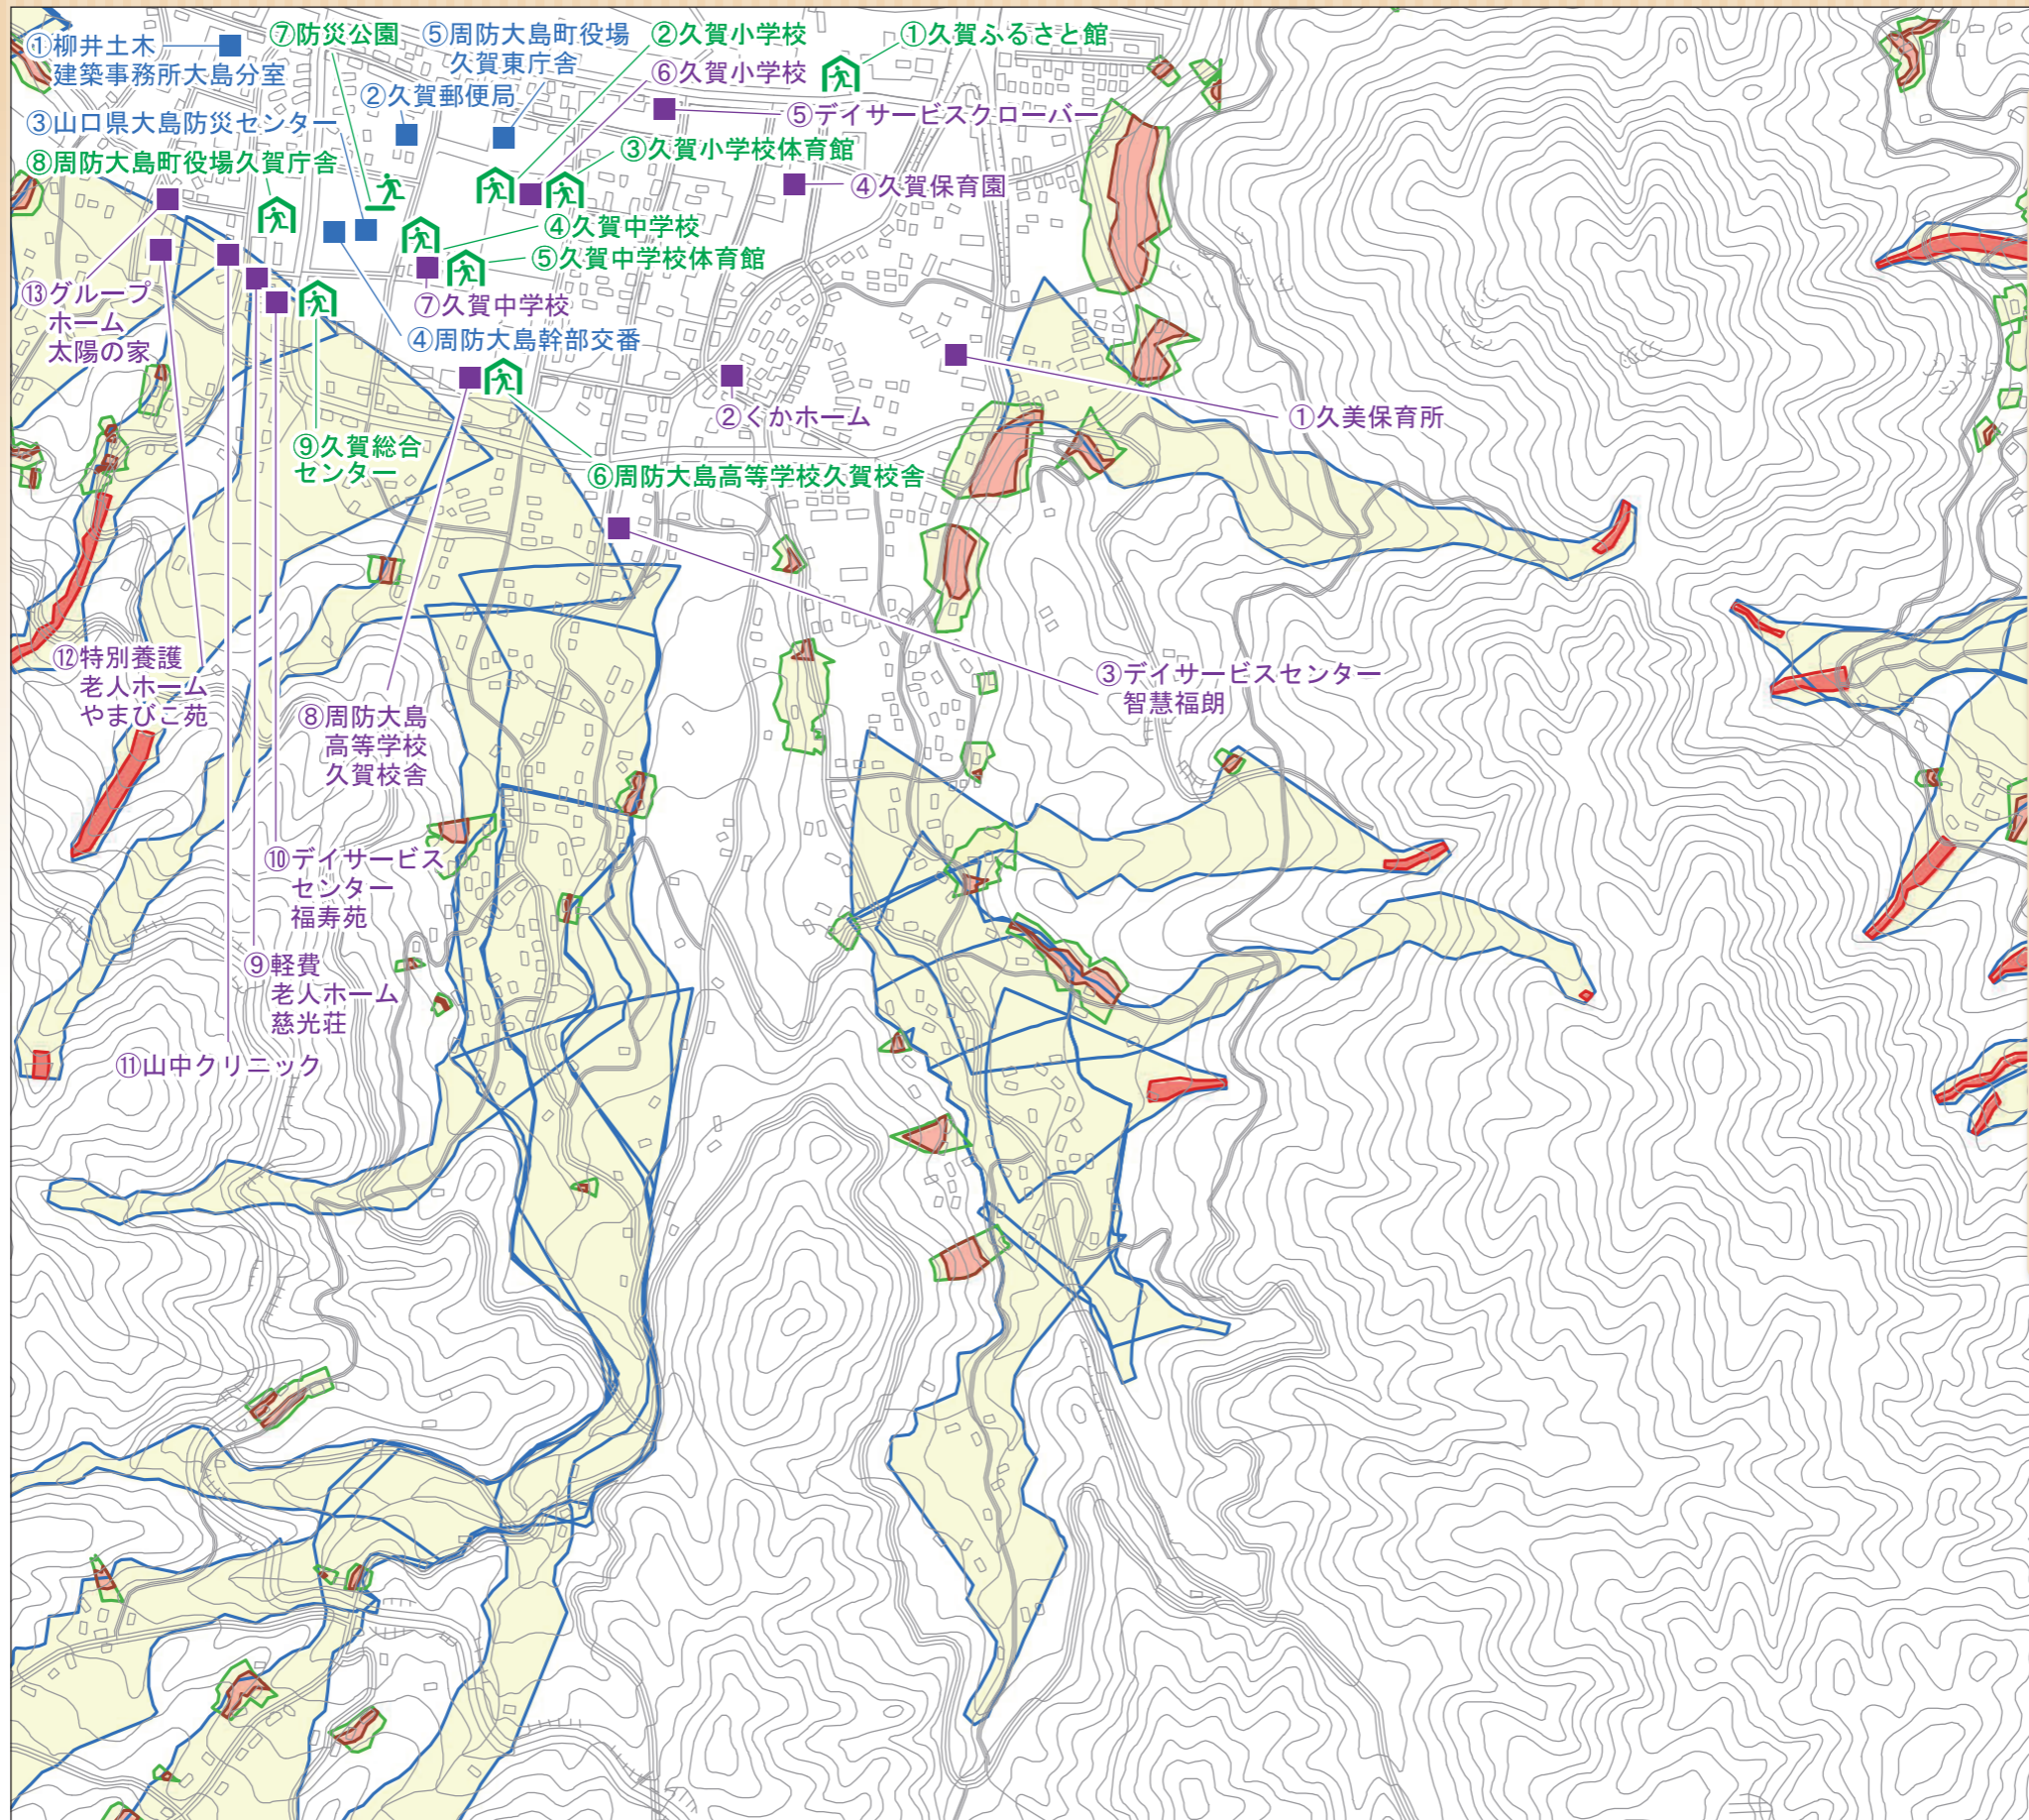 ①柳井土木
建築事務所大島分室
⑦防災公園
⑤周防大島町役場
久賀東庁舎
②久賀小学校
①久賀ふるさと館
⑥久賀小学校
②久賀郵便局
⑤デイサービスクローバー
③山口県大島防災センター
③久賀小学校体育館
⑧周防大島町役場久賀庁舎
④久賀保育園
④久賀中学校
⑤久賀中学校体育館
⑬グループ
ホーム
太陽の家
⑦久賀中学校
④周防大島幹部交番
②くかホーム
①久美保育所
⑨久賀総合
センター
⑥周防大島高等学校久賀校舎
⑫特別養護
老人ホーム
やまびこ苑
③デイサービスセンター
智慧福朗
⑧周防大島
高等学校
久賀校舎
⑩デイサービス
センター
福寿苑
⑨軽費
老人ホーム
慈光荘
⑪山中クリニック